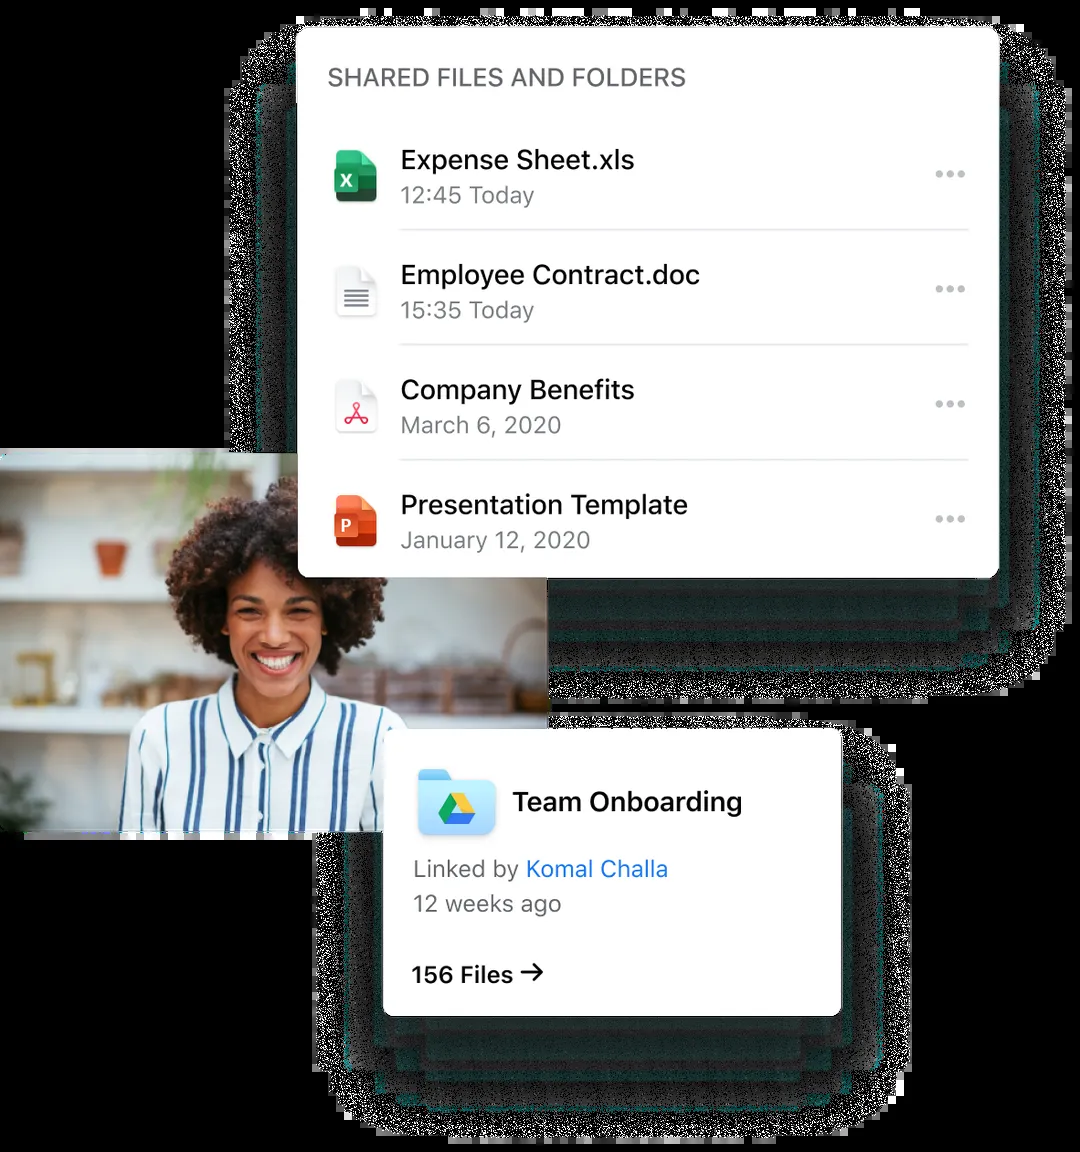 SHARED FILES AND FOLDERS
X
Expense Sheet.xls
12:45 Today
Employee Contract.doc
15:35 Today
Company Benefits
March 6, 2020
P
Presentation Template
January 12, 2020
Team Onboarding
Linked by Komal Challa
12 weeks ago
156 Files →